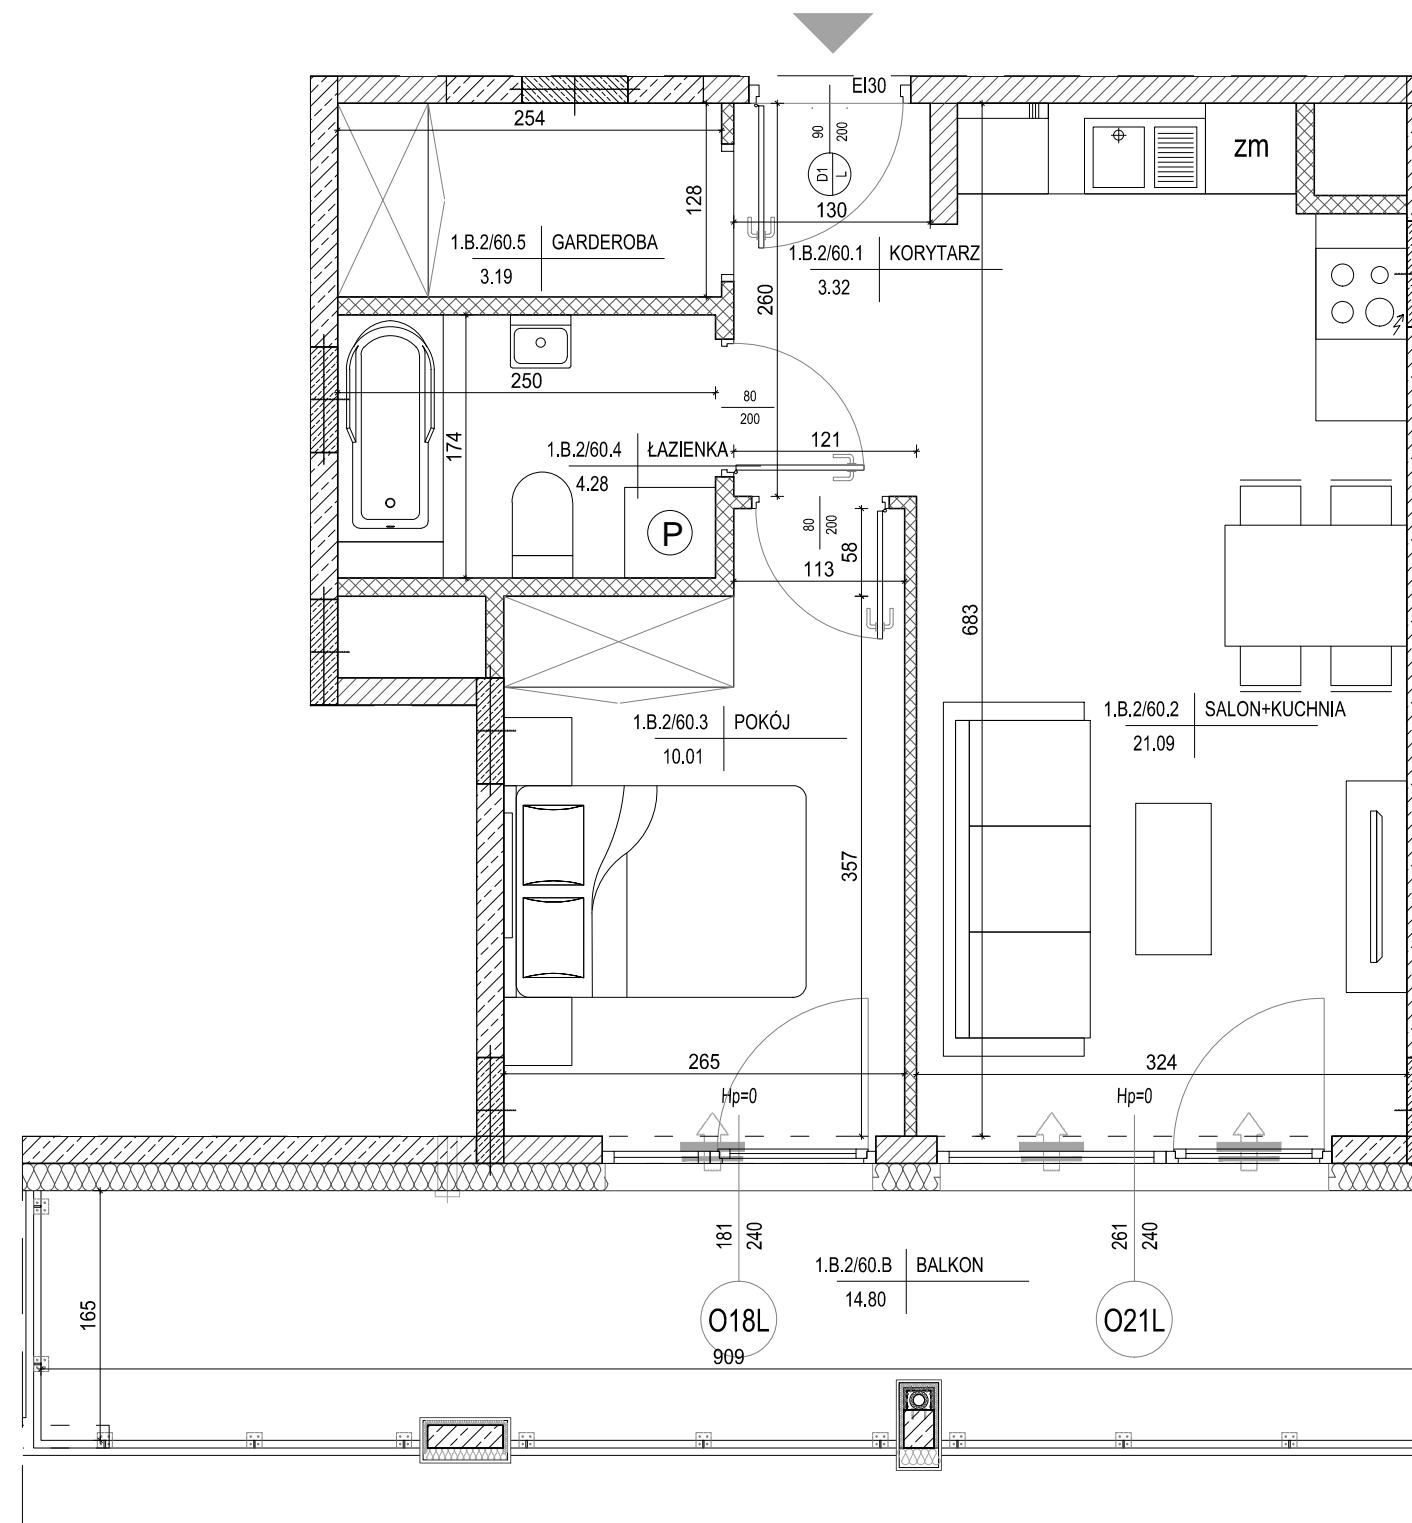 EI30
90
200
D1
L
254
128
130
zm
1.B.2/60.5 GARDEROBA
3.19
1.B.2/60.1 KORYTARZ
3.32
260
250
80
200
174
1.B.2/60.4 ŁAZIENKA
4.28
121
P
80
200
58
113
683
1.B.2/60.3 POKÓJ
10.01
1.B.2/60.2 SALON+KUCHNIA
21.09
357
265
324
Hp=0
Hp=0
181
240
261
240
1.B.2/60.B BALKON
14.80
165
O18L
O21L
909